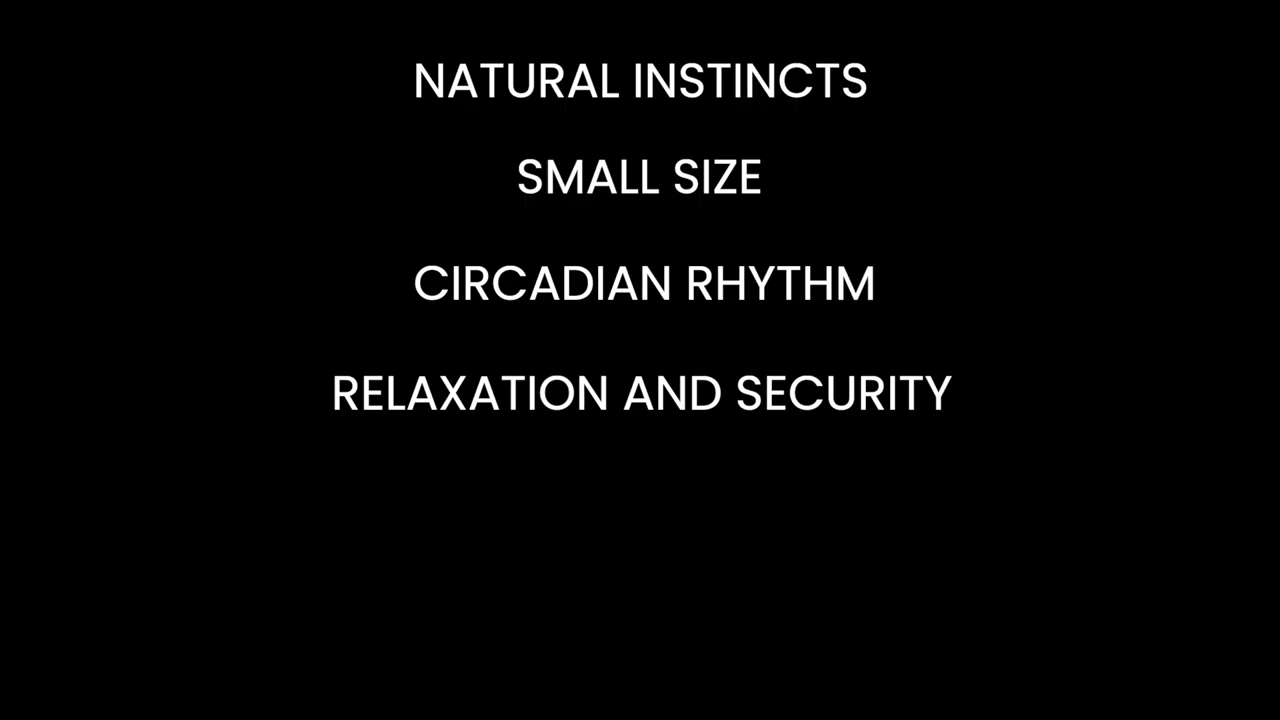 NATURAL INSTINCTS
SMALL SIZE
CIRCADIAN RHYTHM
RELAXATION AND SECURITY